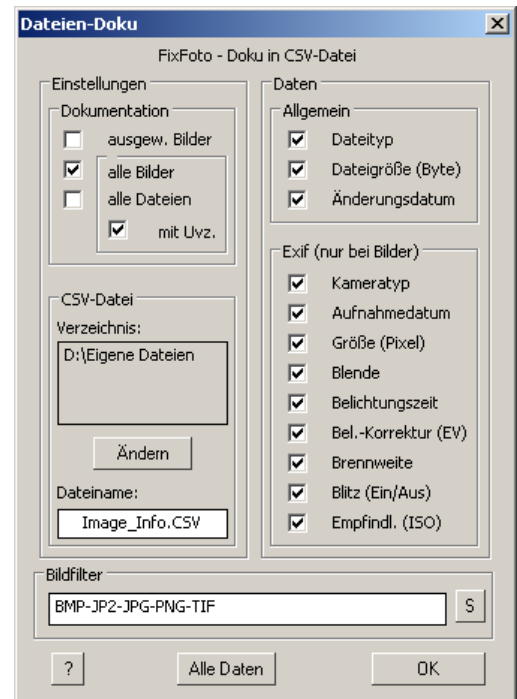 Dateien-Doku
FixFoto - Doku in CSV-Datei
Einstellungen
Dokumentation
ausgew. Bilder
alle Bilder
alle Dateien
mit Uvz.
CSV-Datei
Verzeichnis:
D:\Eigene Dateien
Ändern
Dateiname:
Image_Info.CSV
Daten
Allgemein
Dateityp
Dateigröße (Byte)
Änderungsdatum
Exif (nur bei Bilder)
Kameratyp
Aufnahmedatum
Größe (Pixel)
Blende
Belichtungszeit
Bel.-Korrektur (EV)
Brennweite
Blitz (Ein/Aus)
Empfindl. (ISO)
Bildfilter
BMP-JP2-JPG-PNG-TIF
S
?
Alle Daten
OK